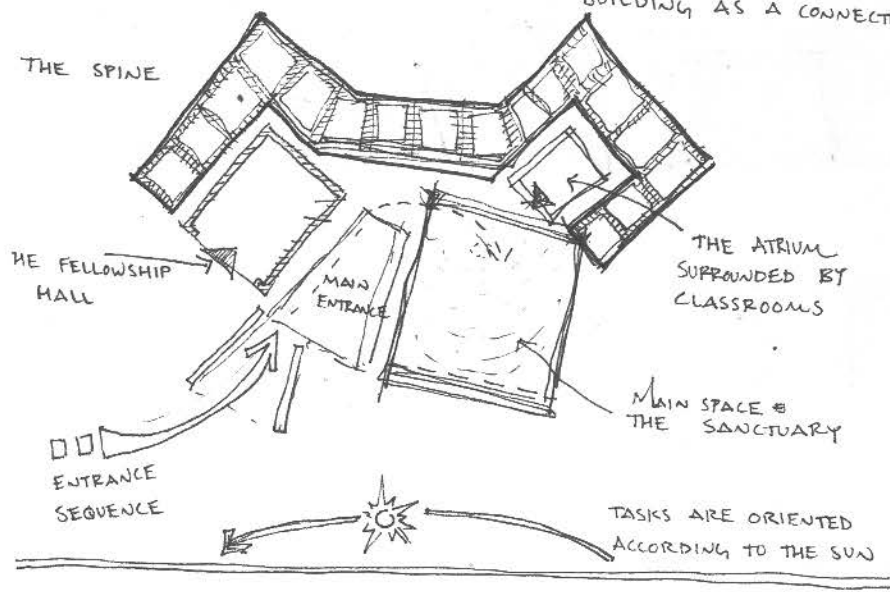 BUILDING AS A CONNECT
THE SPINE
HE FELLOWSHIP
HALL
MAIN
ENTRANCE
THE ATRIUM
SURROUNDED BY
CLASSROOMS
MAIN SPACE &
THE SANCTUARY
ENTRANCE
SEQUENCE
TASKS ARE ORIENTED
ACCORDING TO THE SUN